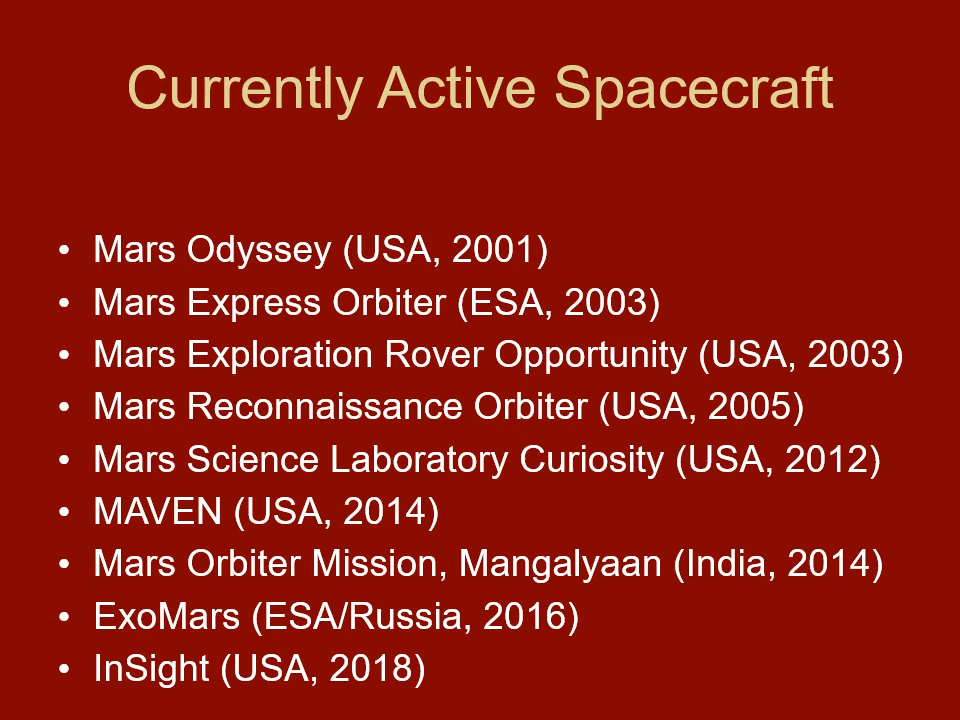 Currently Active Spacecraft
• Mars Odyssey (USA, 2001)
• Mars Express Orbiter (ESA, 2003)
• Mars Exploration Rover Opportunity (USA, 2003)
• Mars Reconnaissance Orbiter (USA, 2005)
• Mars Science Laboratory Curiosity (USA, 2012)
• MAVEN (USA, 2014)
• Mars Orbiter Mission, Mangalyaan (India, 2014)
• ExoMars (ESA/Russia, 2016)
• InSight (USA, 2018)